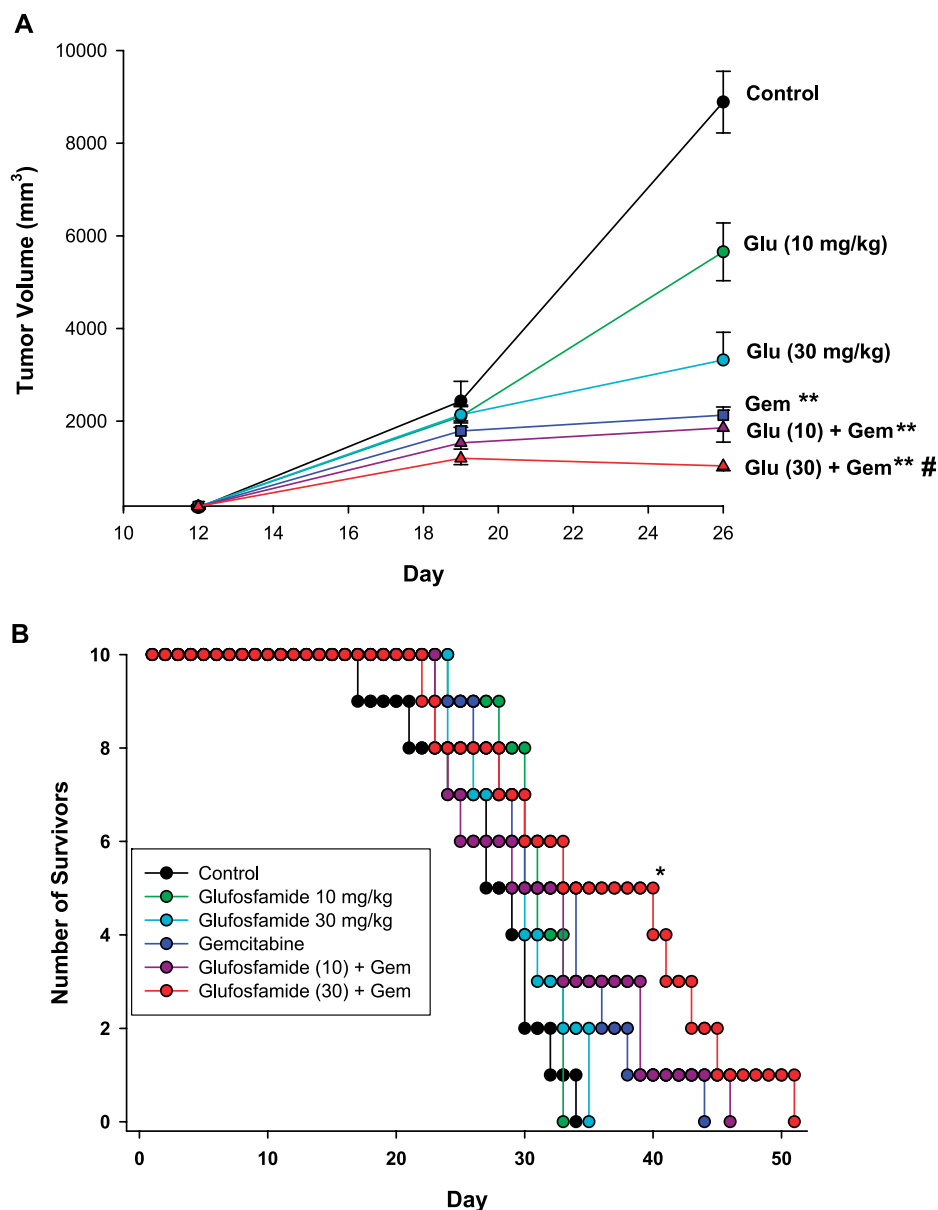 A
10000
8000
6000
4000
2000
Tumor Volume (mm³)
Control
Glu (10 mg/kg)
Glu (30 mg/kg)
Gem **
Glu (10) + Gem**
Glu (30) + Gem** #
10 12 14 16 18 20 22 24 26
Day
B
10
8
6
4
2
0
Number of Survivors
*
Control
Glufosfamide 10 mg/kg
Glufosfamide 30 mg/kg
Gemcitabine
Glufosfamide (10) + Gem
Glufosfamide (30) + Gem
0 10 20 30 40 50
Day